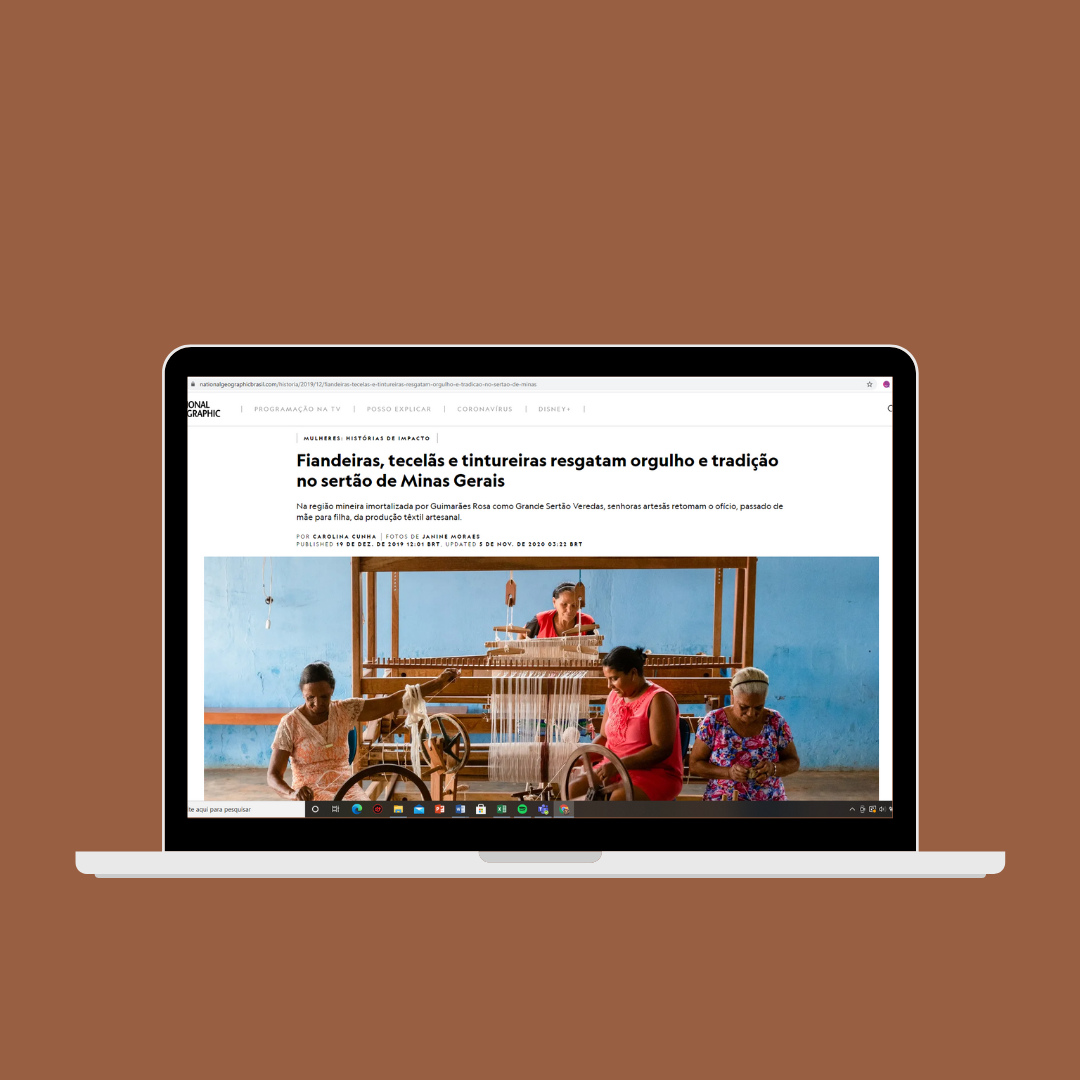 nationalgeographicbrasil.com/historia/2019/12/fiandeiras-tecelas-e-tintureiras-resgatam-orgulho-e-tradicao-no-sertao-de-minas
IONAL
GRAPHIC
| PROGRAMAÇÃO NA TV | POSSO EXPLICAR | CORONAVÍRUS | DISNEY+ |
MULHERES: HISTÓRIAS DE IMPACTO
Fiandeiras, tecelãs e tintureiras resgatam orgulho e tradição
no sertão de Minas Gerais
Na região mineira imortalizada por Guimarães Rosa como Grande Sertão Veredas, senhoras artesãs retomam o ofício, passado de
mãe para filha, da produção têxtil artesanal.
POR CAROLINA CUNHA | FOTOS DE JANINE MORAES
PUBLISHED 19 DE DEZ. DE 2019 12:01 BRT, UPDATED 5 DE NOV. DE 2020 03:22 BRT
te aqui para pesquisar